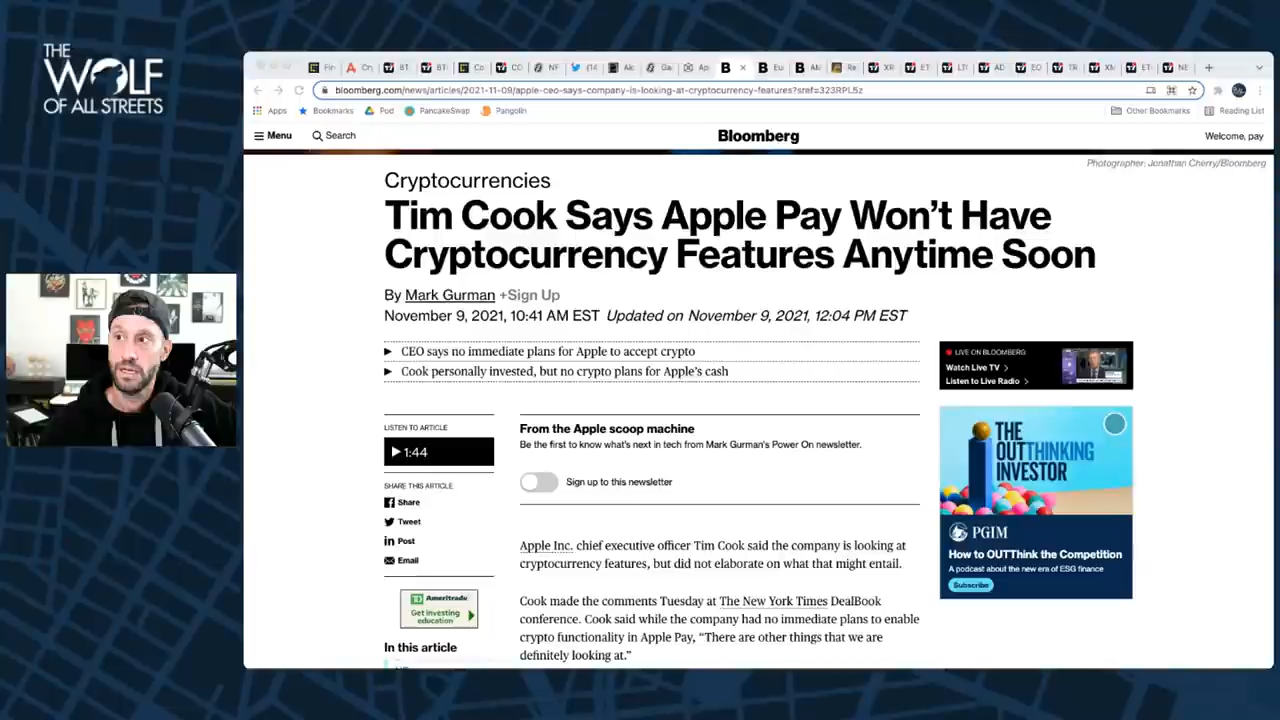 THE
WOLF
OF ALL STREETS
bloomberg.com/news/articles/2021-11-09/apple-ceo-says-company-is-looking-at-cryptocurrency-features?sref=323RPL5z
Apps Bookmarks Pod PancakeSwap Pangolin Other Bookmarks Reading List
Menu Search Bloomberg Welcome, pay
Photographer: Jonathan Cherry/Bloomberg
Cryptocurrencies
Tim Cook Says Apple Pay Won't Have
Cryptocurrency Features Anytime Soon
By Mark Gurman +Sign Up
November 9, 2021, 10:41 AM EST Updated on November 9, 2021, 12:04 PM EST
▶ CEO says no immediate plans for Apple to accept crypto
▶ Cook personally invested, but no crypto plans for Apple's cash
LIVE ON BLOOMBERG
Watch Live TV >
Listen to Live Radio >
LISTEN TO ARTICLE
▶ 1:44
SHARE THIS ARTICLE
Share
Tweet
in Post
Email
TD Ameritrade
Get investing
education
In this article
From the Apple scoop machine
Be the first to know what's next in tech from Mark Gurman's Power On newsletter.
Sign up to this newsletter
Apple Inc. chief executive officer Tim Cook said the company is looking at
cryptocurrency features, but did not elaborate on what that might entail.
Cook made the comments Tuesday at The New York Times DealBook
conference. Cook said while the company had no immediate plans to enable
crypto functionality in Apple Pay, "There are other things that we are
definitely looking at."
THE
OUTTHINKING
INVESTOR
PGIM
How to OUTThink the Competition
A podcast about the new era of ESG finance
Subscribe